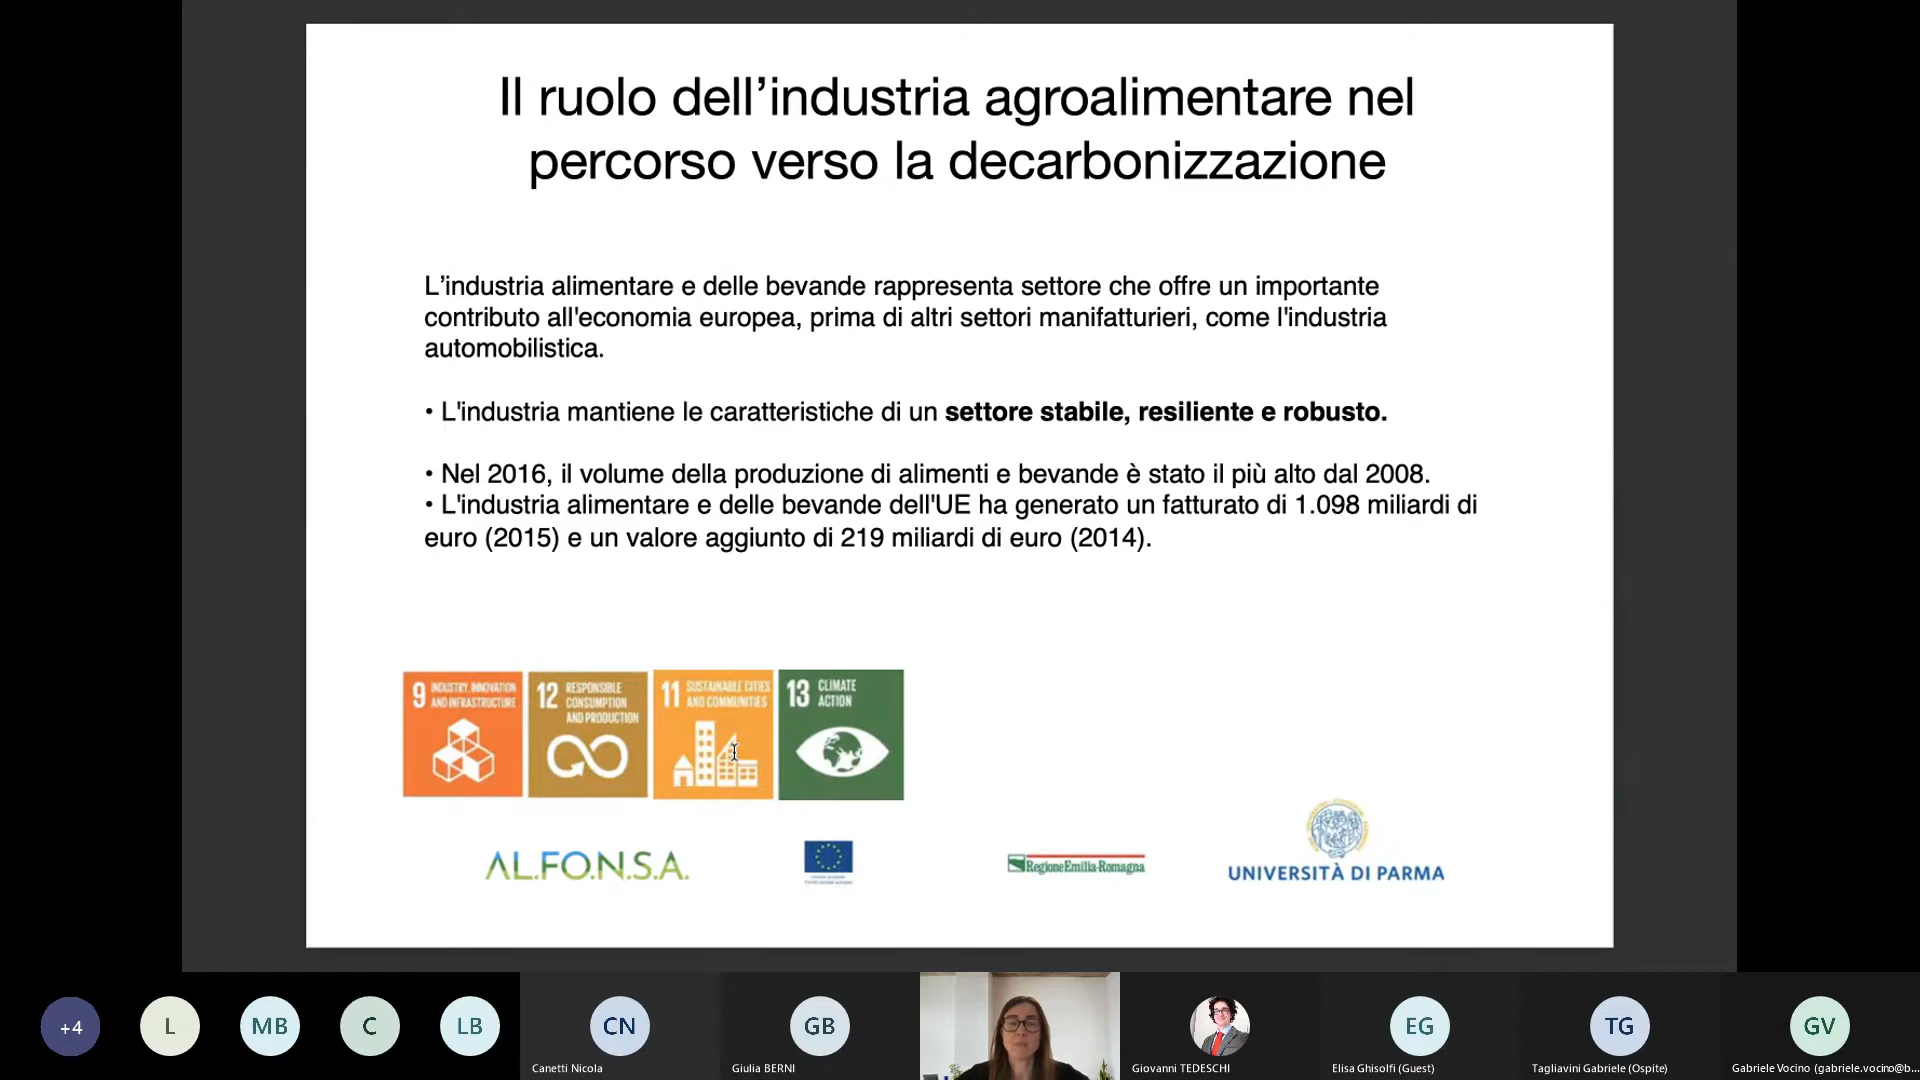 Il ruolo dell’industria agroalimentare nel
percorso verso la decarbonizzazione
L’industria alimentare e delle bevande rappresenta settore che offre un importante
contributo all'economia europea, prima di altri settori manifatturieri, come l'industria
automobilistica.
• L'industria mantiene le caratteristiche di un settore stabile, resiliente e robusto.
• Nel 2016, il volume della produzione di alimenti e bevande è stato il più alto dal 2008.
• L'industria alimentare e delle bevande dell'UE ha generato un fatturato di 1.098 miliardi di
euro (2015) e un valore aggiunto di 219 miliardi di euro (2014).
9 INDUSTRY, INNOVATION
AND INFRASTRUCTURE
12 RESPONSIBLE
CONSUMPTION
AND PRODUCTION
11 SUSTAINABLE CITIES
AND COMMUNITIES
13 CLIMATE
ACTION
AL.FO.N.S.A.
RegioneEmilia-Romagna
UNIVERSITÀ DI PARMA
+4
L
MB
C
LB
CN
Canetti Nicola
GB
Giulia BERNI
Giovanni TEDESCHI
EG
Elisa Ghisolfi (Guest)
TG
Tagliavini Gabriele (Ospite)
GV
Gabriele Vocino (gabriele.vocino@b...